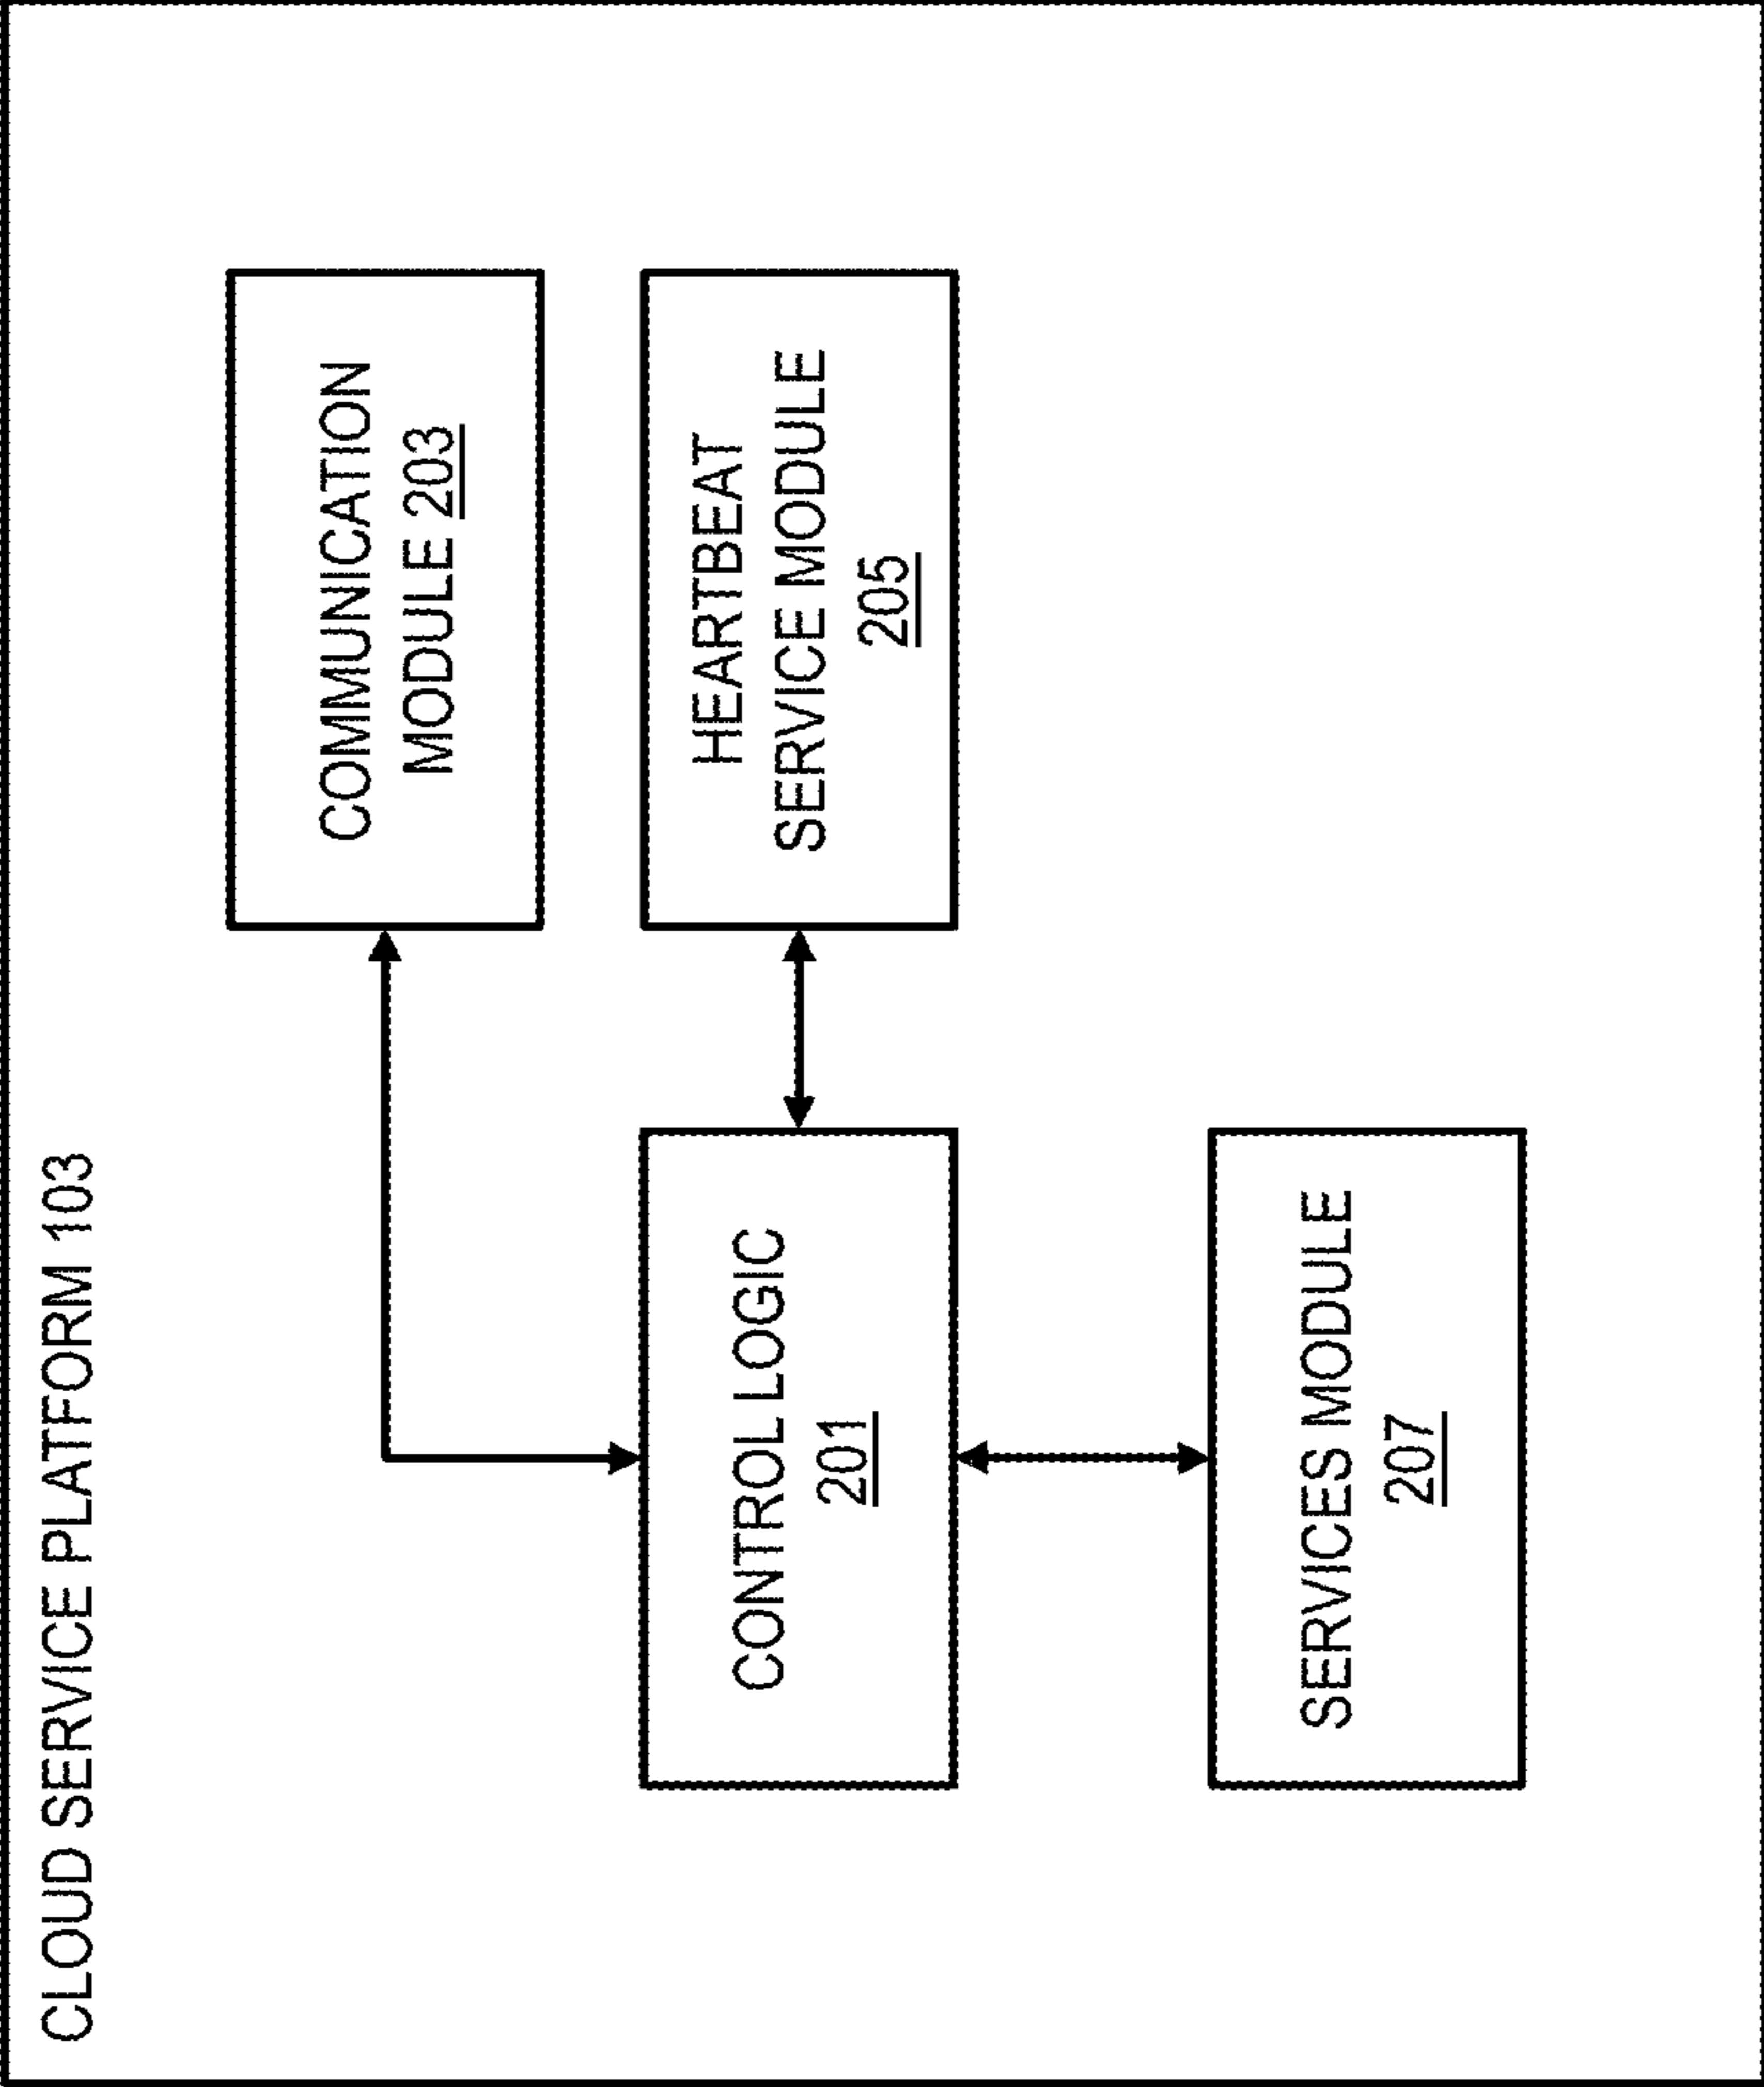 CLOUD SERVICE PLATFORM 103
COMMUNICATION
MODULE 203
CONTROL LOGIC
201
HEARTBEAT
SERVICE MODULE
205
SERVICES MODULE
207